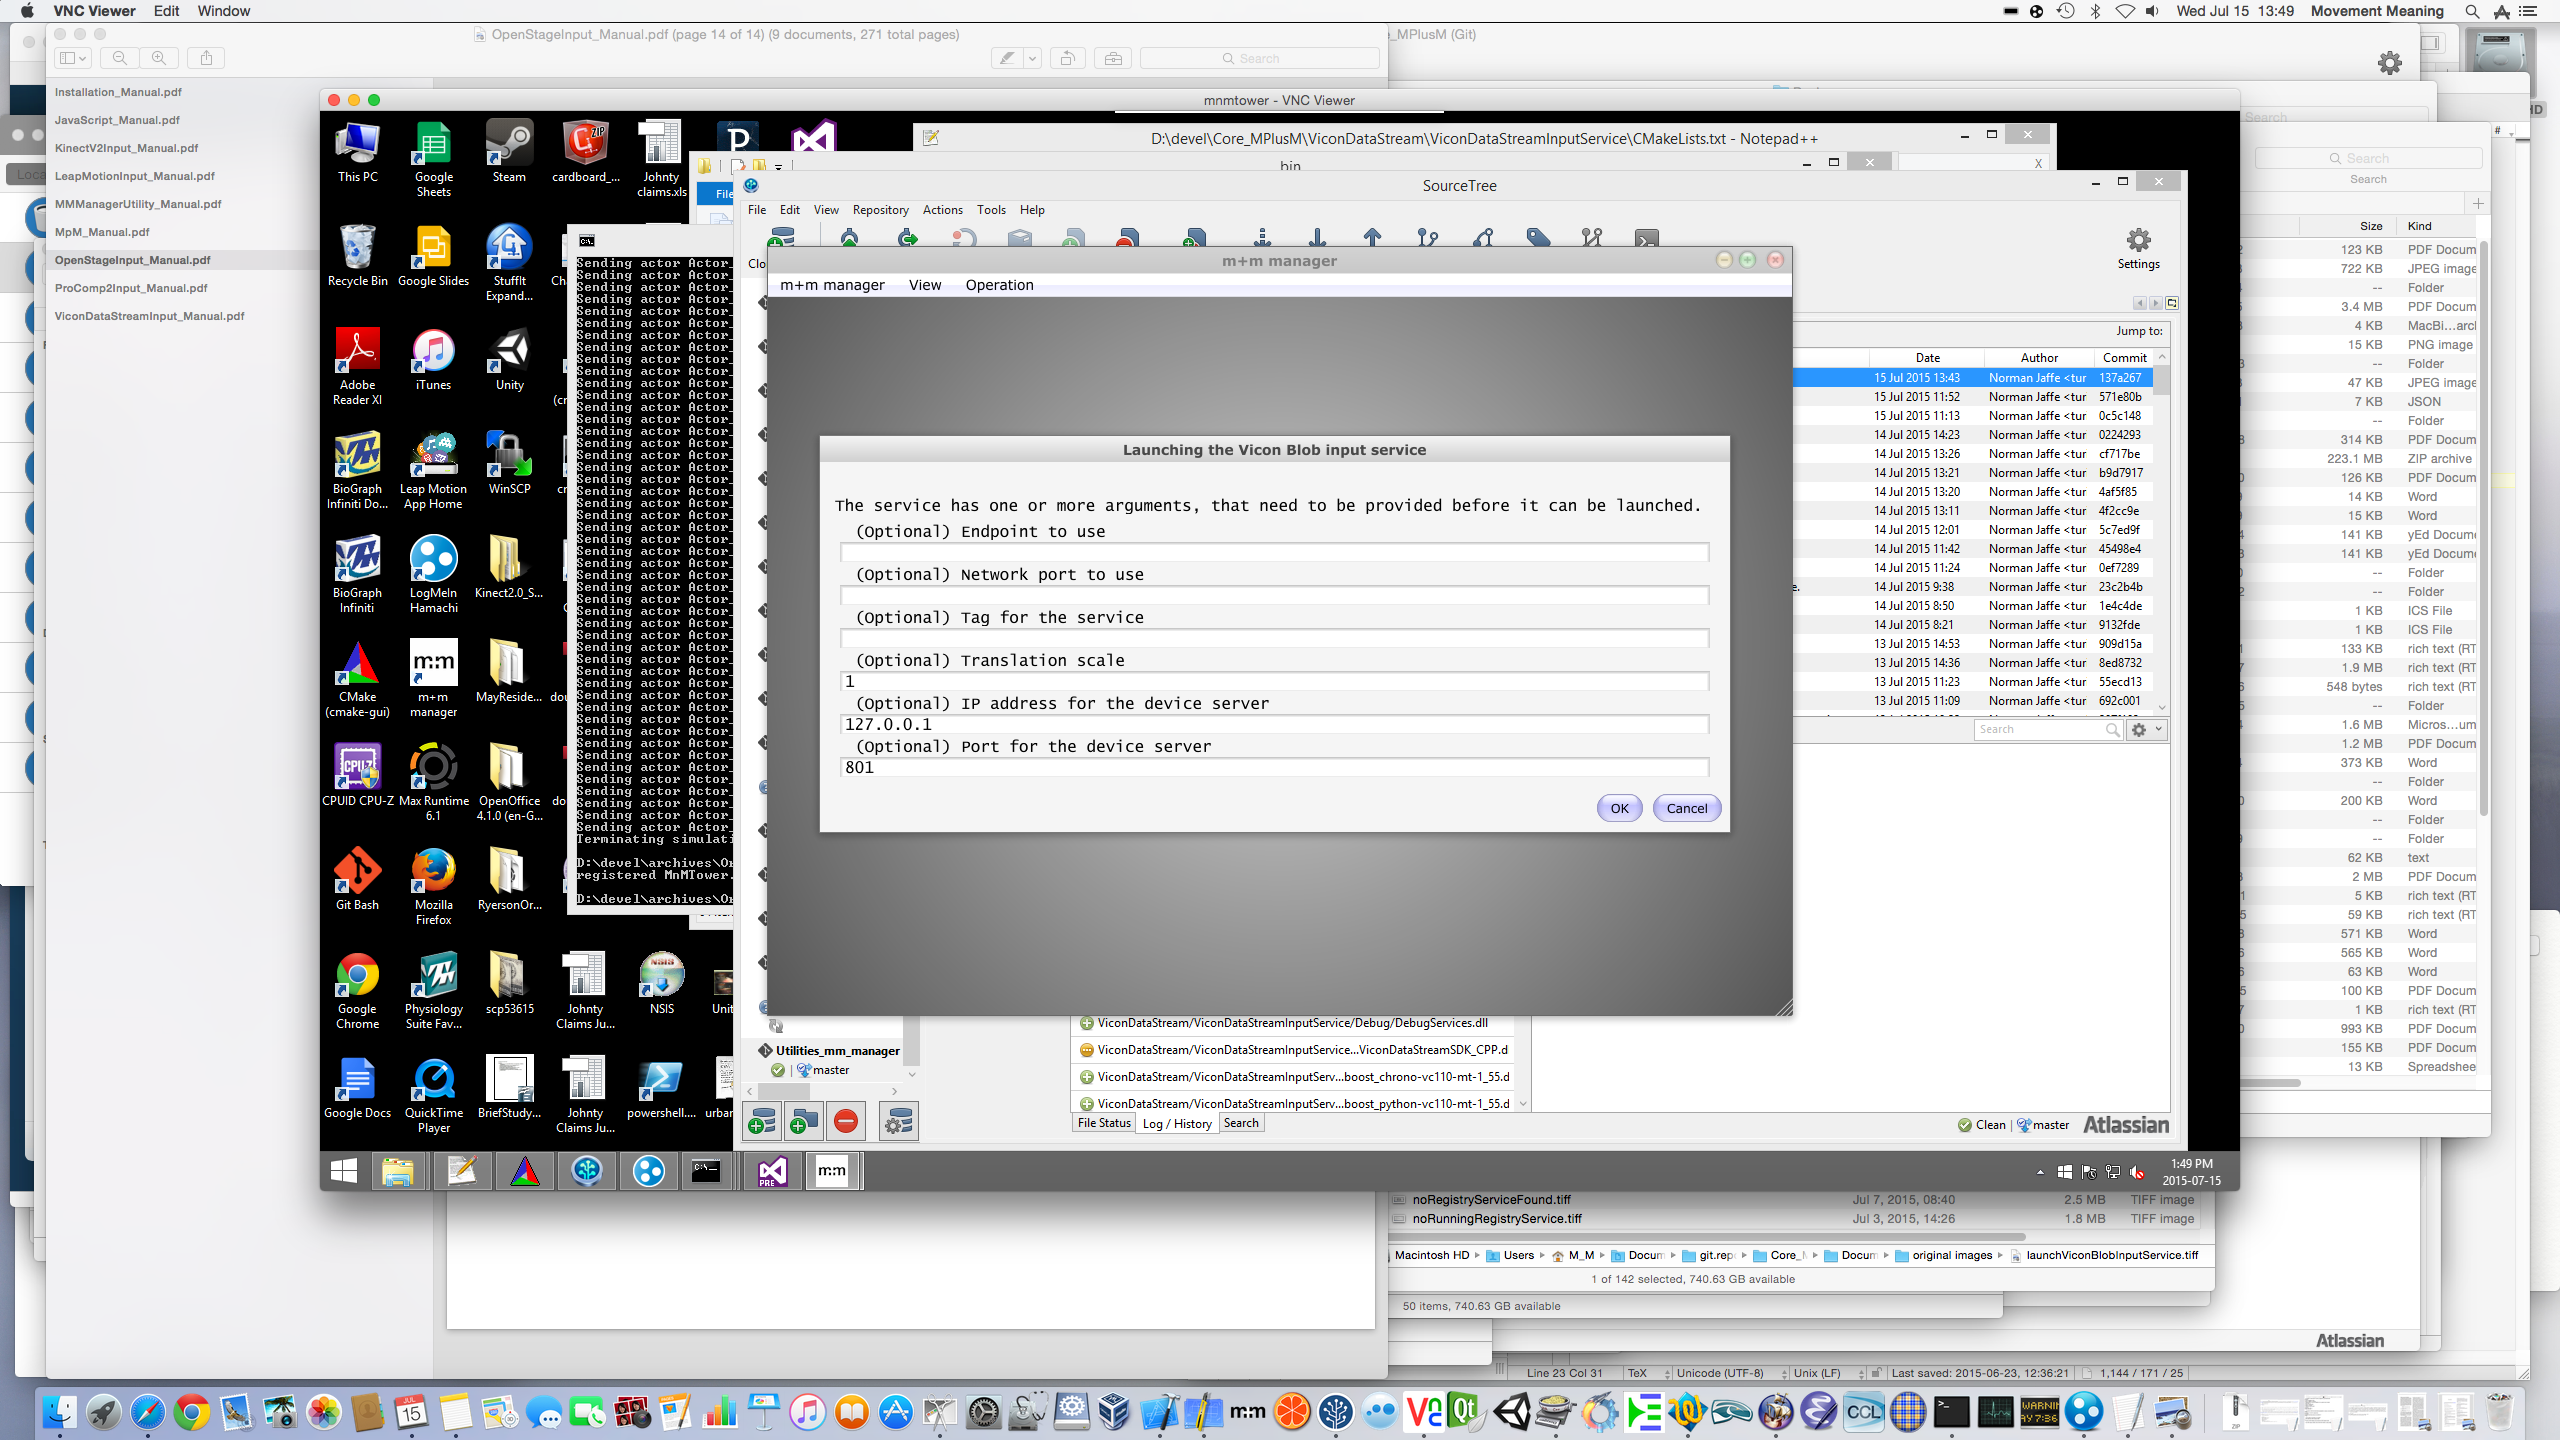 VNC Viewer Edit Window
Wed Jul 15 13:49 Movement Meaning
OpenStageInput_Manual.pdf (page 14 of 14) (9 documents, 271 total pages)
Search
Installation_Manual.pdf
JavaScript_Manual.pdf
KinectV2Input_Manual.pdf
LeapMotionInput_Manual.pdf
MMManagerUtility_Manual.pdf
MpM_Manual.pdf
OpenStageInput_Manual.pdf
ProComp2Input_Manual.pdf
ViconDataStreamInput_Manual.pdf
mnmtower - VNC Viewer
This PC
Google Sheets
Steam
cardboard_...
Johnty claims.xls
Recycle Bin
Google Slides
StuffIt Expand...
Adobe Reader XI
iTunes
Unity
BioGraph Infiniti Do...
Leap Motion App Home
WinSCP
BioGraph Infiniti
LogMeIn Hamachi
Kinect2.0_S...
CMake (cmake-gui)
m+m manager
MayReside...
CPUID CPU-Z
Max Runtime 6.1
OpenOffice 4.1.0 (en-G...
Git Bash
Mozilla Firefox
RyersonOr...
Google Chrome
Physiology Suite Fav...
scp53615
Johnty Claims Ju...
NSIS
Google Docs
QuickTime Player
BriefStudy...
Johnty Claims Ju...
powershell....
D:\devel\Core_MPlusM\ViconDataStream\ViconDataStreamInputService\CMakeLists.txt - Notepad++
bin
File
SourceTree
File Edit View Repository Actions Tools Help
Settings
Sending actor Actor_
Terminating simulati
D:\devel\archives\Or
registered MnMTower.
D:\devel\archives\Or
m+m manager
m+m manager View Operation
Launching the Vicon Blob input service
The service has one or more arguments, that need to be provided before it can be launched.
(Optional) Endpoint to use
(Optional) Network port to use
(Optional) Tag for the service
(Optional) Translation scale
1
(Optional) IP address for the device server
127.0.0.1
(Optional) Port for the device server
801
OK Cancel
Jump to:
Date Author Commit
15 Jul 2015 13:43 Norman Jaffe <tur 137a267
15 Jul 2015 11:52 Norman Jaffe <tur 571e80b
15 Jul 2015 11:13 Norman Jaffe <tur 0c5c148
14 Jul 2015 14:23 Norman Jaffe <tur 0224293
14 Jul 2015 13:26 Norman Jaffe <tur cf717be
14 Jul 2015 13:21 Norman Jaffe <tur b9d7917
14 Jul 2015 13:20 Norman Jaffe <tur 4af5f85
14 Jul 2015 13:11 Norman Jaffe <tur 4f2cc9e
14 Jul 2015 12:01 Norman Jaffe <tur 5c7ed9f
14 Jul 2015 11:42 Norman Jaffe <tur 45498e4
14 Jul 2015 11:24 Norman Jaffe <tur 0ef7289
14 Jul 2015 9:38 Norman Jaffe <tur 23c2b4b
14 Jul 2015 8:50 Norman Jaffe <tur 1e4c4de
14 Jul 2015 8:21 Norman Jaffe <tur 9132fde
13 Jul 2015 14:53 Norman Jaffe <tur 909d15a
13 Jul 2015 14:36 Norman Jaffe <tur 8ed8732
13 Jul 2015 11:23 Norman Jaffe <tur 55ecd13
13 Jul 2015 11:09 Norman Jaffe <tur 692c001
Search
ViconDataStream/ViconDataStreamInputService/Debug/DebugServices.dll
ViconDataStream/ViconDataStreamInputService...ViconDataStreamSDK_CPP.d
ViconDataStream/ViconDataStreamInputServ...boost_chrono-vc110-mt-1_55.d
ViconDataStream/ViconDataStreamInputServ...boost_python-vc110-mt-1_55.d
Utilities_mm_manager
master
File Status Log / History Search
Clean master Atlassian
1:49 PM
2015-07-15
Search
Size Kind
123 KB PDF Docum
722 KB JPEG image
-- Folder
3.4 MB PDF Docum
4 KB MacBi...arc
15 KB PNG image
-- Folder
47 KB JPEG image
7 KB JSON
-- Folder
314 KB PDF Docum
223.1 MB ZIP archive
126 KB PDF Docum
14 KB Word
15 KB Word
141 KB yEd Docume
141 KB yEd Docume
-- Folder
-- Folder
1 KB ICS File
1 KB ICS File
133 KB rich text (RT
1.9 MB rich text (RT
548 bytes rich text (RT
-- Folder
1.6 MB Micros...um
1.2 MB PDF Docum
373 KB Word
-- Folder
200 KB Word
-- Folder
-- Folder
62 KB text
2 MB PDF Docum
5 KB rich text (RT
59 KB rich text (RT
571 KB Word
565 KB Word
63 KB Word
100 KB PDF Docum
1 KB rich text (RT
993 KB PDF Docum
155 KB PDF Docum
13 KB Spreadshee
noRegistryServiceFound.tiff Jul 7, 2015, 08:40 2.5 MB TIFF image
noRunningRegistryService.tiff Jul 3, 2015, 14:26 1.8 MB TIFF image
Macintosh HD Users M_M Docum git.rep Core_ Docum original images launchViconBlobInputService.tiff
1 of 142 selected, 740.63 GB available
50 items, 740.63 GB available
Atlassian
Line 23 Col 31 TeX Unicode (UTF-8) Unix (LF) Last saved: 2015-06-23, 12:36:21 1,144 / 171 / 25